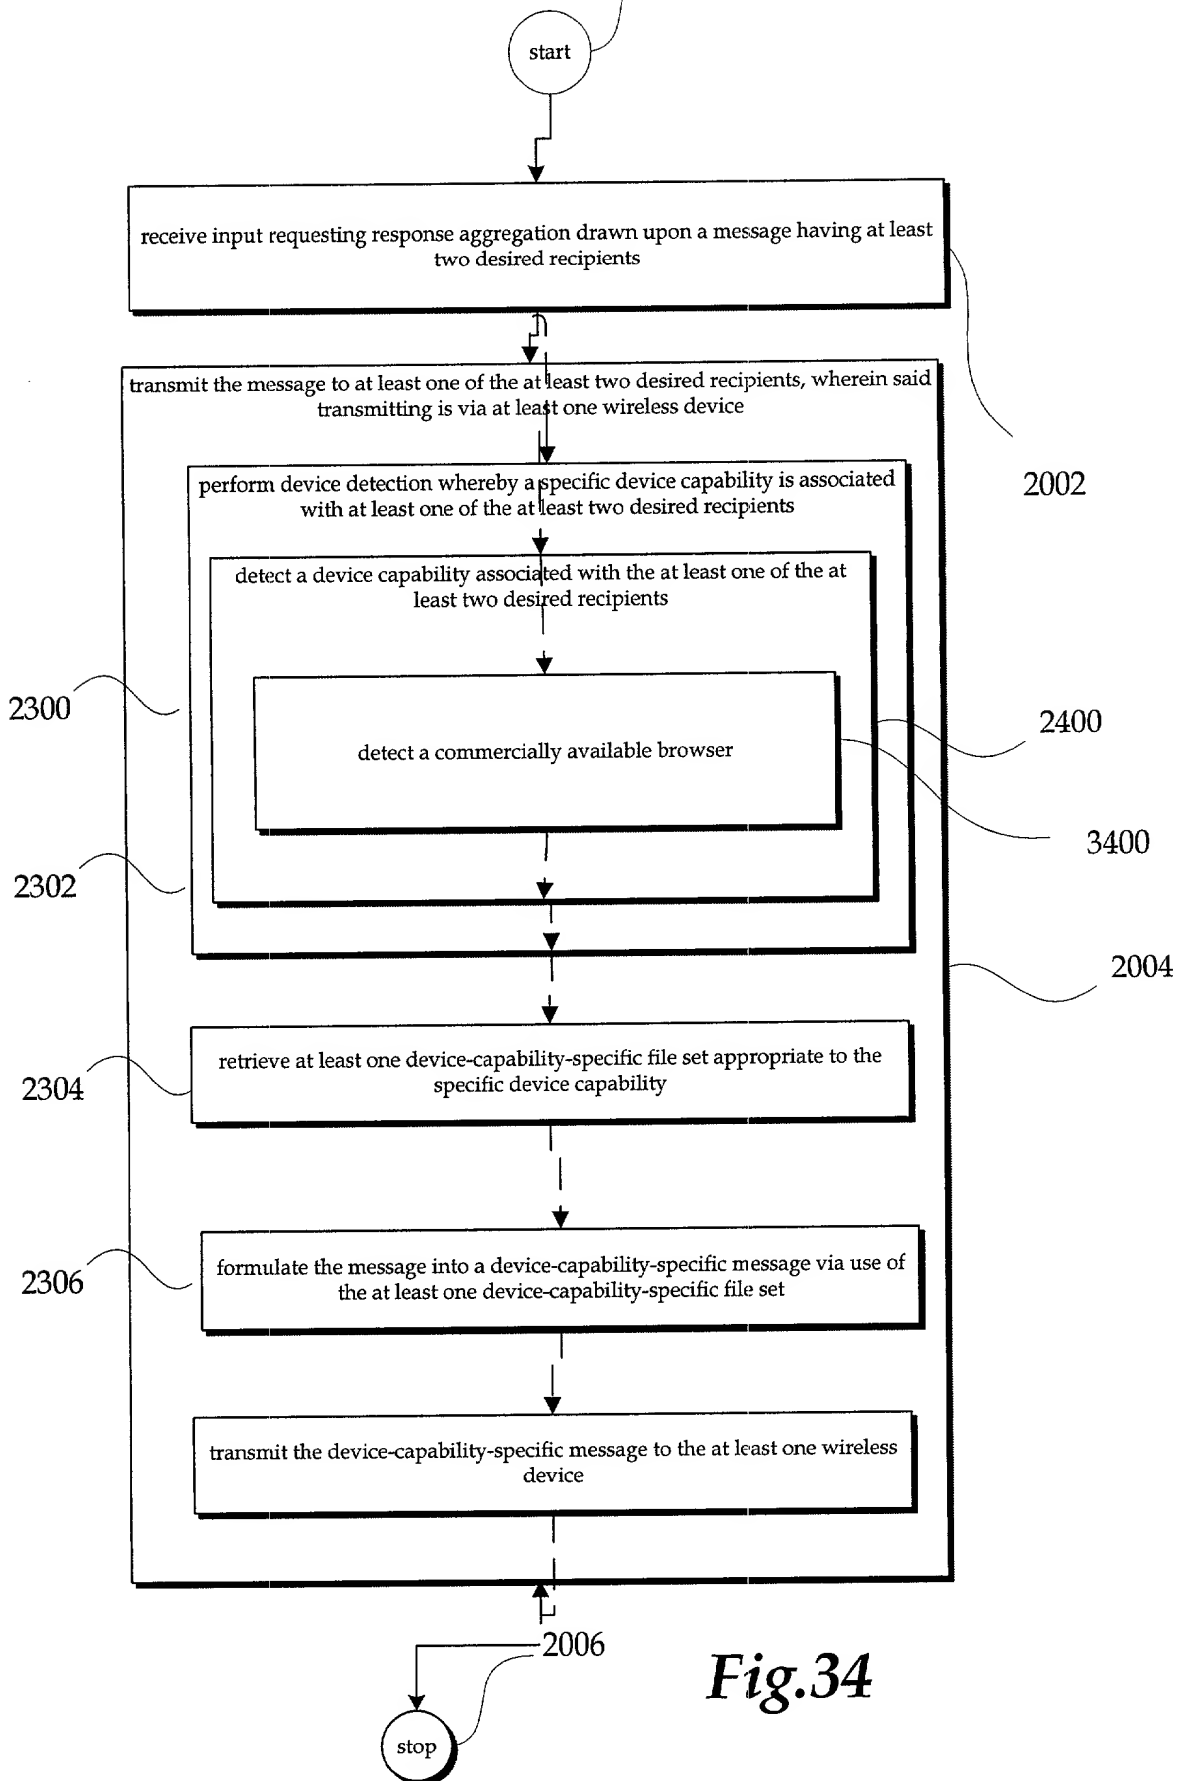 start
receive input requesting response aggregation drawn upon a message having at least
two desired recipients
transmit the message to at least one of the at least two desired recipients, wherein said
transmitting is via at least one wireless device
2002
perform device detection whereby a specific device capability is associated
with at least one of the at least two desired recipients
detect a device capability associated with the at least one of the at
least two desired recipients
2300
2400
detect a commercially available browser
3400
2302
2004
retrieve at least one device-capability-specific file set appropriate to the
specific device capability
2304
formulate the message into a device-capability-specific message via use of
the at least one device-capability-specific file set
2306
transmit the device-capability-specific message to the at least one wireless
device
2006
Fig.34
stop